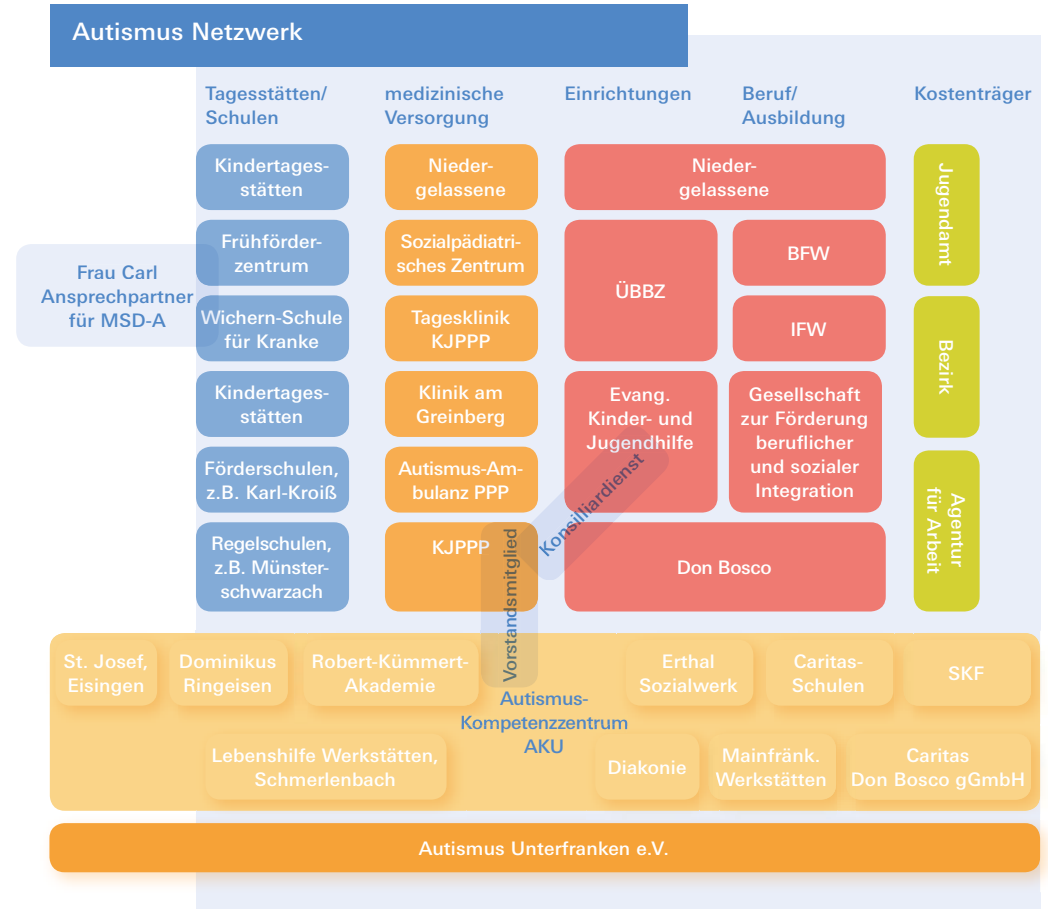 Autismus Netzwerk
Tagesstätten/
Schulen
medizinische
Versorgung
Einrichtungen
Beruf/
Ausbildung
Kostenträger
Kindertages-
stätten
Frühförder-
zentrum
Wichern-Schule
für Kranke
Kindertages-
stätten
Förderschulen,
z.B. Karl-Kroiß
Regelschulen,
z.B. Münster-
schwarzach
Frau Carl
Ansprechpartner
für MSD-A
Nieder-
gelassene
Sozialpädiatri-
sches Zentrum
Tagesklinik
KJPPP
Klinik am
Greinberg
Autismus-Am-
bulanz PPP
KJPPP
Vorstandsmitglied
Konsilliardienst
Nieder-
gelassene
ÜBBZ
BFW
IFW
Evang.
Kinder- und
Jugendhilfe
Gesellschaft
zur Förderung
beruflicher
und sozialer
Integration
Don Bosco
Jugendamt
Bezirk
Agentur
für Arbeit
St. Josef,
Eisingen
Dominikus
Ringeisen
Robert-Kümmert-
Akademie
Erthal
Sozialwerk
Caritas-
Schulen
SKF
Autismus-
Kompetenzzentrum
AKU
Lebenshilfe Werkstätten,
Schmerlenbach
Diakonie
Mainfränk.
Werkstätten
Caritas
Don Bosco gGmbH
Autismus Unterfranken e.V.